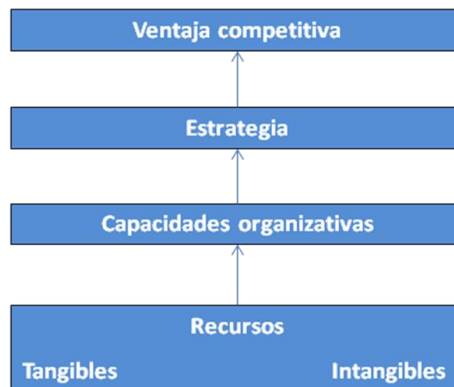 Ventaja competitiva
Estrategia
Capacidades organizativas
Recursos
Tangibles Intangibles